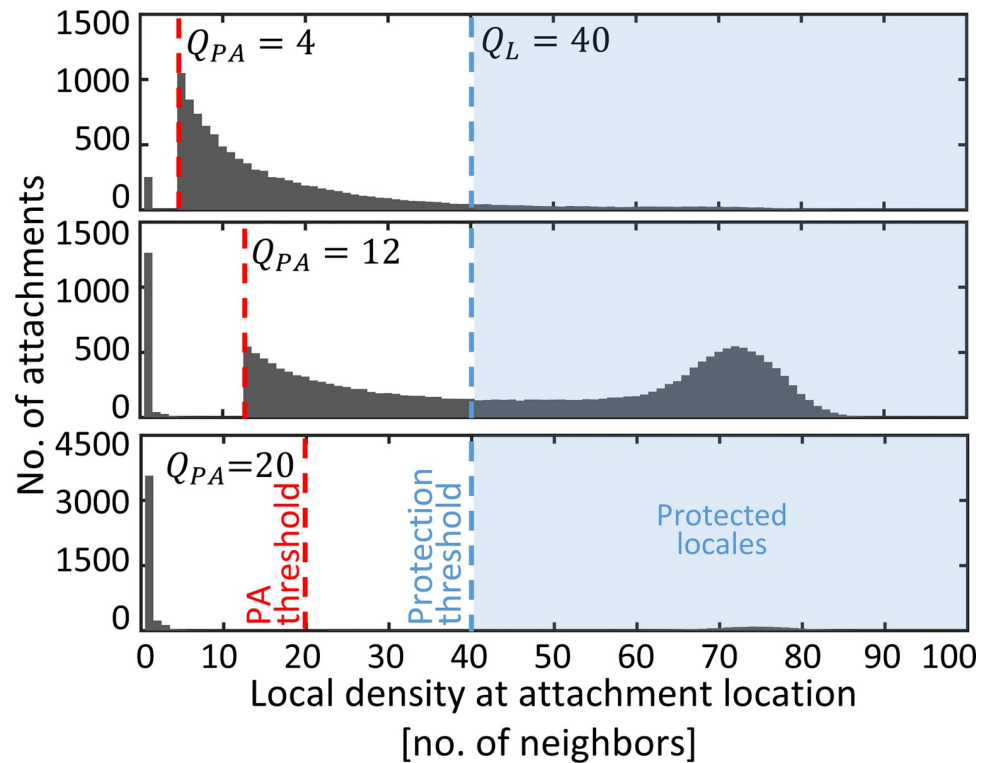 No. of attachments
1500
1000
500
0
Q_PA = 4
Q_L = 40
1500
1000
500
0
Q_PA = 12
4500
3000
1500
0
Q_PA=20
PA
threshold
Protection
threshold
Protected
locales
0 10 20 30 40 50 60 70 80 90 100
Local density at attachment location
[no. of neighbors]